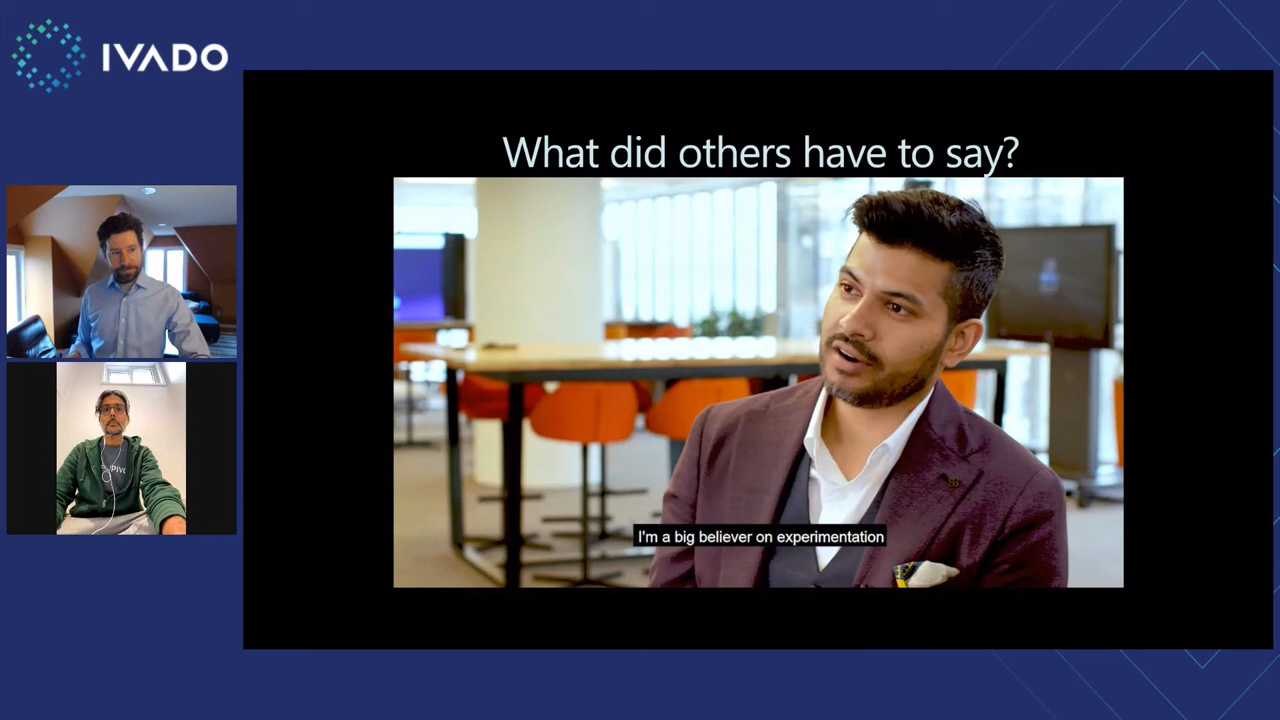 IVADO
What did others have to say?
I'm a big believer on experimentation